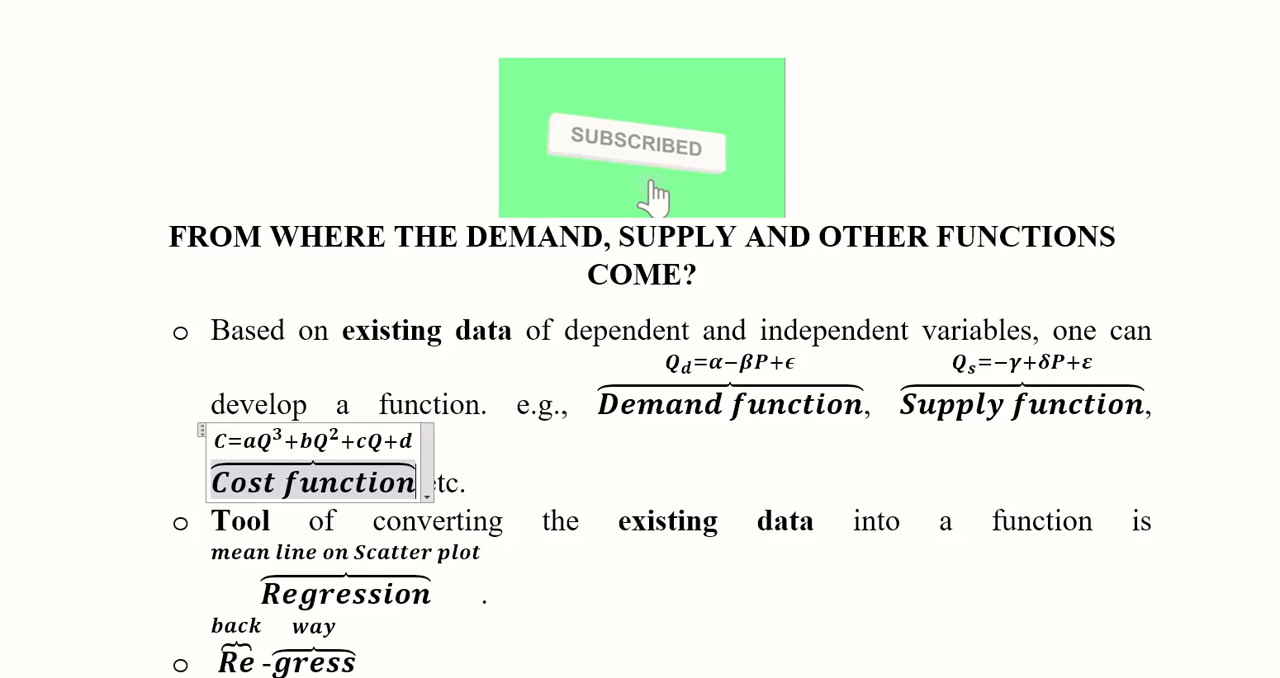 SUBSCRIBED
FROM WHERE THE DEMAND, SUPPLY AND OTHER FUNCTIONS
COME?
o Based on existing data of dependent and independent variables, one can
Q_d=α−βP+ϵ Q_s=−γ+δP+ε
develop a function. e.g., Demand function, Supply function,
C=aQ³+bQ²+cQ+d
Cost function etc.
o Tool of converting the existing data into a function is
mean line on Scatter plot
Regression .
back way
o Re -gress